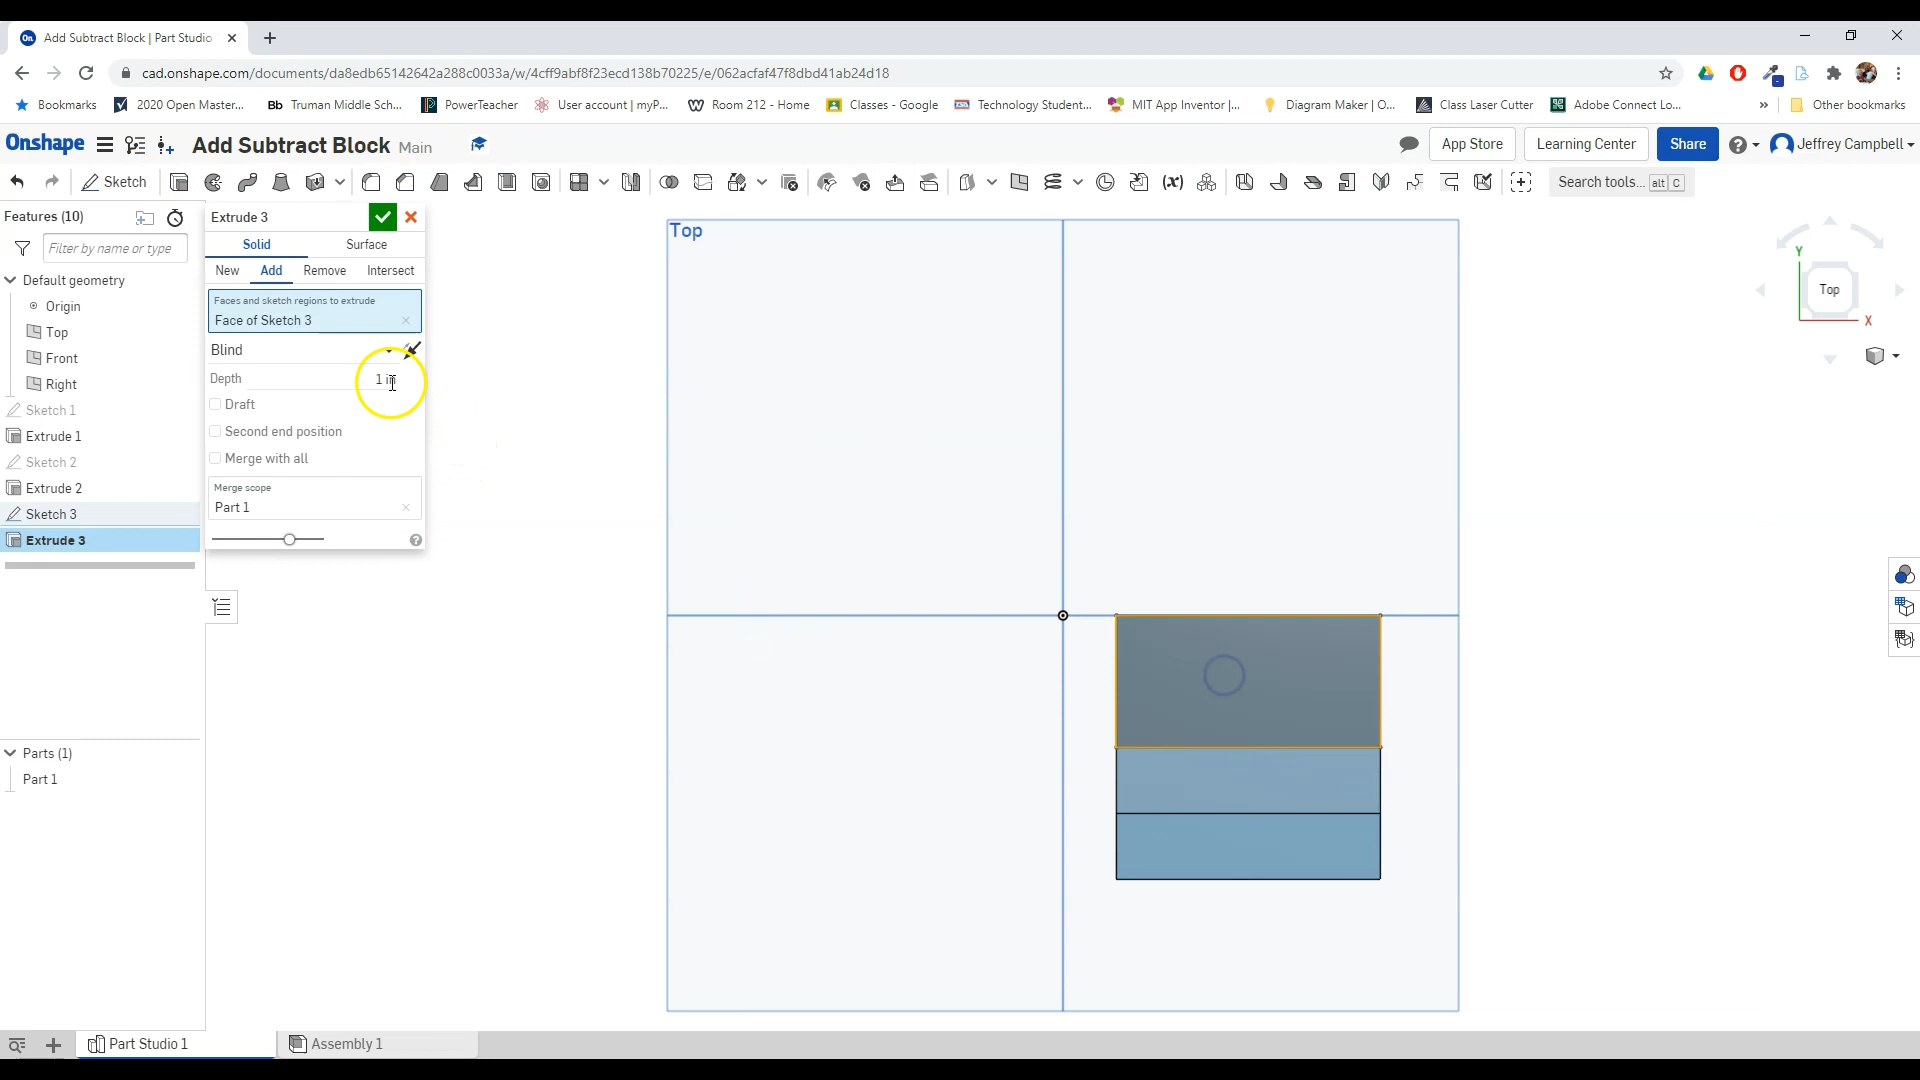 Add Subtract Block | Part Studio
cad.onshape.com/documents/da8edb65142642a288c0033a/w/4cff9abf8f23ecd138b70225/e/062acfaf47f8dbd41ab24d18
Bookmarks 2020 Open Master... Bb Truman Middle Sch... PowerTeacher User account | myP... Room 212 - Home Classes - Google Technology Student... MIT App Inventor |... Diagram Maker | O... Class Laser Cutter Adobe Connect Lo... » Other bookmarks
Onshape Add Subtract Block Main App Store Learning Center Share Jeffrey Campbell
Sketch (x) Search tools... alt C
Features (10)
Filter by name or type
Default geometry
Origin
Top
Front
Right
Sketch 1
Extrude 1
Sketch 2
Extrude 2
Sketch 3
Extrude 3
Parts (1)
Part 1
Extrude 3
Solid Surface
New Add Remove Intersect
Faces and sketch regions to extrude
Face of Sketch 3
Blind
Depth 1 in
Draft
Second end position
Merge with all
Merge scope
Part 1
Top
Y
Top
X
Part Studio 1 Assembly 1